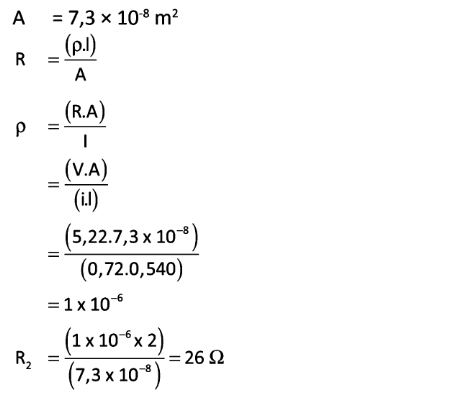 A = 7,3 × 10⁻⁸ m²
R = (ρ.l)/A
ρ = (R.A)/l
= (V.A)/(i.l)
= (5,22.7,3 x 10⁻⁸)/(0,72.0,540)
= 1 x 10⁻⁶
R₂ = (1 x 10⁻⁶ x 2)/(7,3 x 10⁻⁸) = 26 Ω